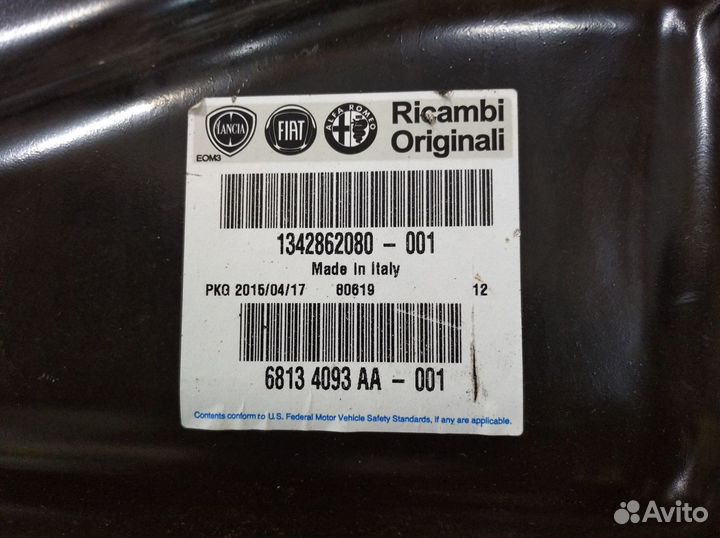 LANCIA FIAT ALFA ROMEO Ricambi
Originali
EOM3
1342862080 - 001
Made In Italy
PKG 2015/04/17 80619 12
6813 4093 AA - 001
Contents conform to U.S. Federal Motor Vehicle Safety Standards, if any are applicable.
Avito